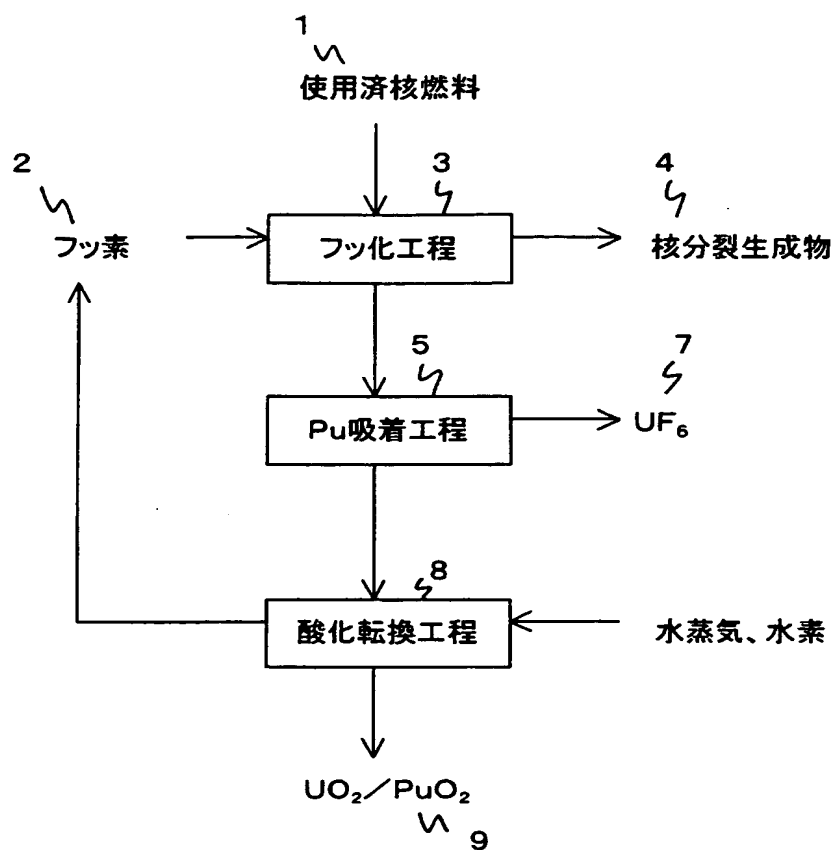 1
使用済核燃料
2
3
4
フッ素
フッ化工程
核分裂生成物
5
7
Pu吸着工程
UF₆
8
酸化転換工程
水蒸気、水素
UO₂／PuO₂
9